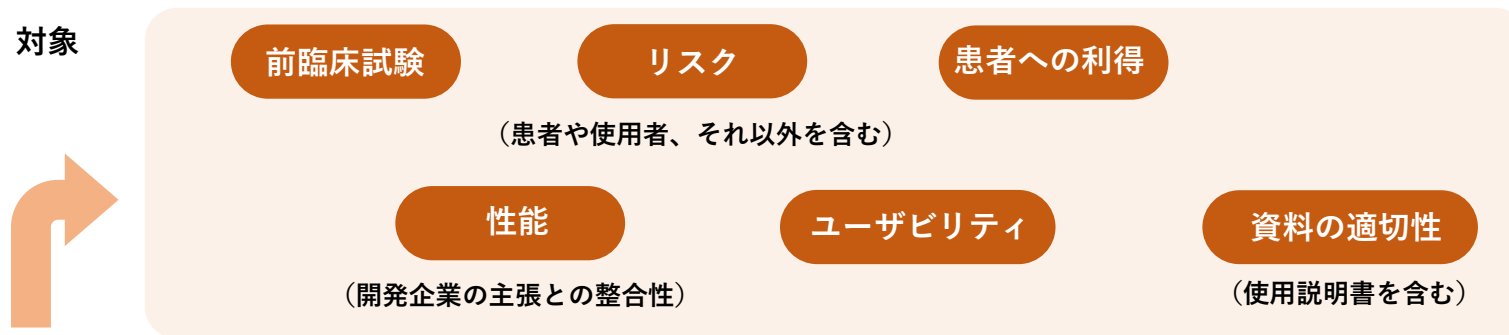 対象
前臨床試験
リスク
患者への利得
（患者や使用者、それ以外を含む）
性能
ユーザビリティ
資料の適切性
（開発企業の主張との整合性）
（使用説明書を含む）